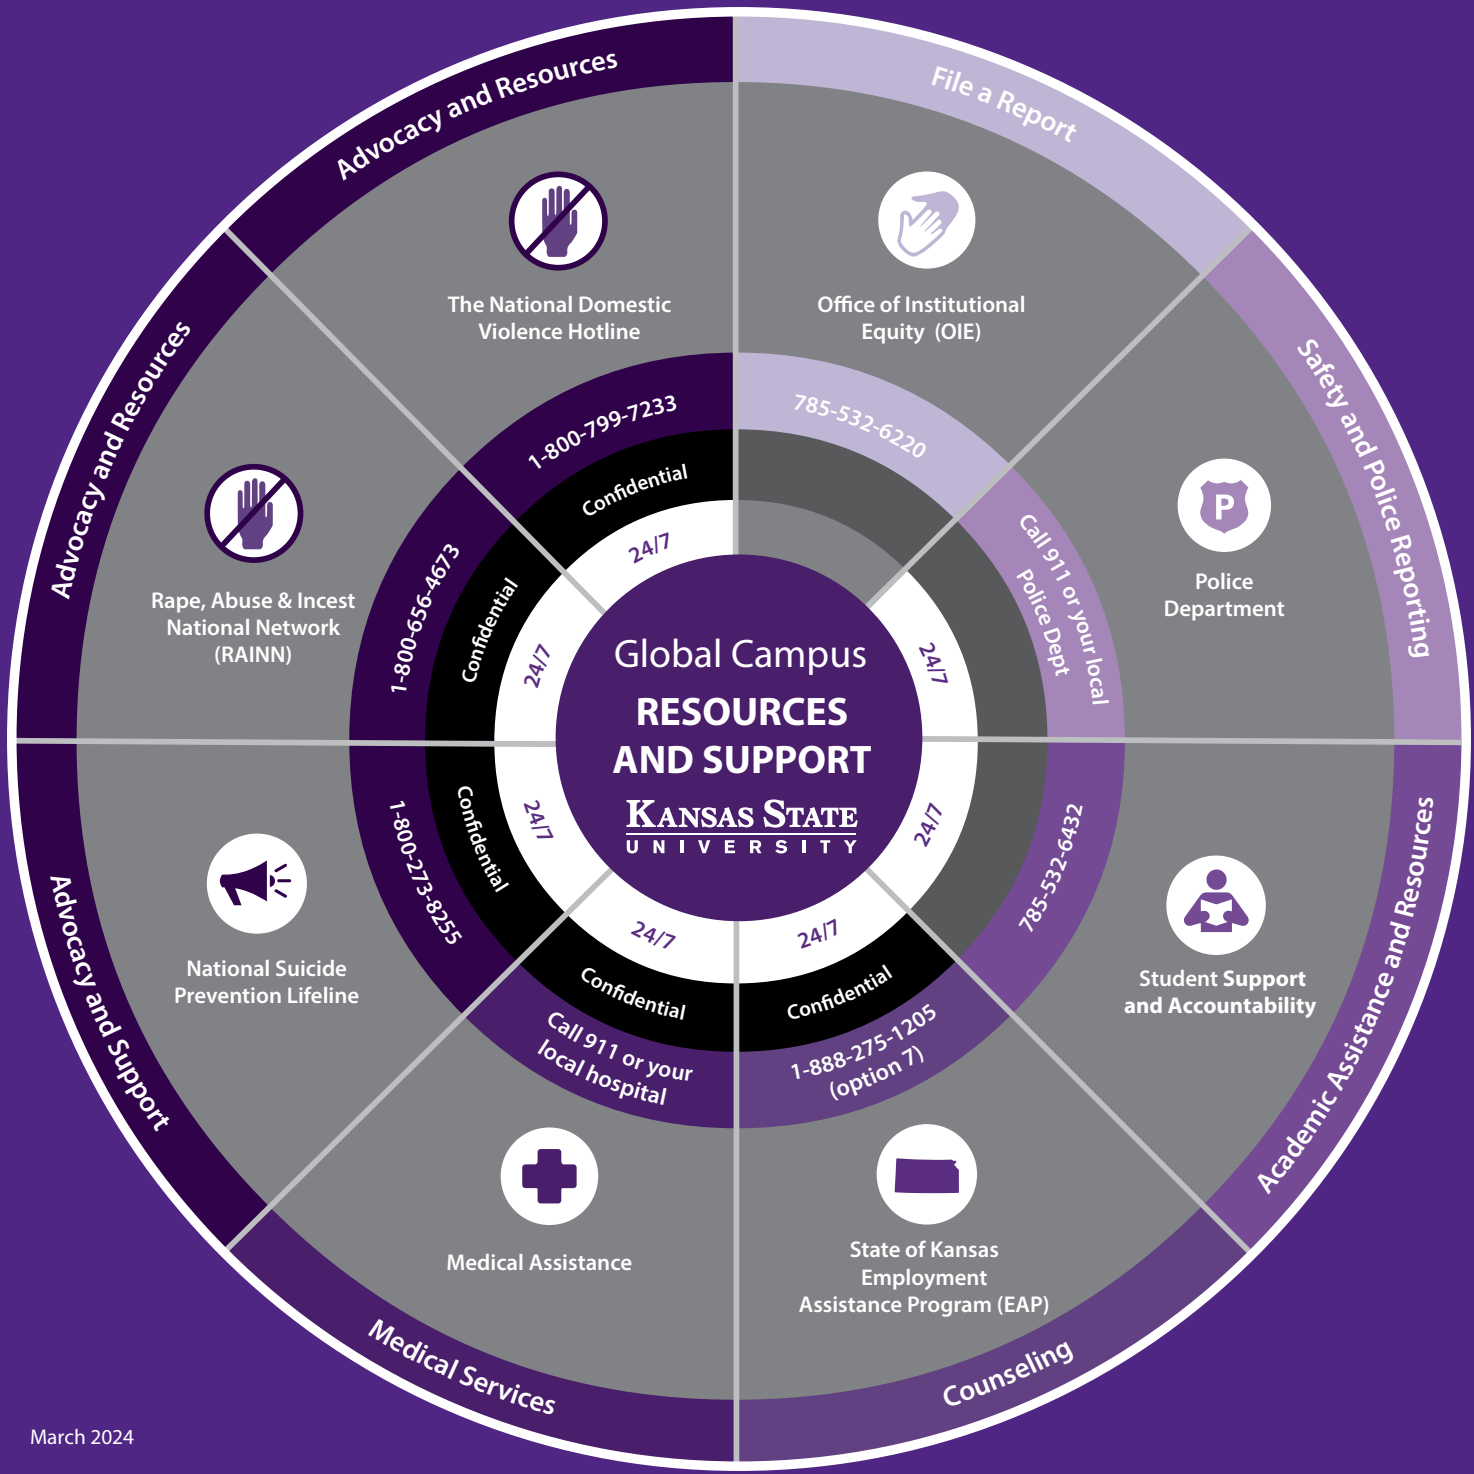 Global Campus
RESOURCES
AND SUPPORT
KANSAS STATE
UNIVERSITY
File a Report
Office of Institutional
Equity (OIE)
785-532-6220
Safety and Police Reporting
Police
Department
Call 911 or your local
Police Dept
24/7
Academic Assistance and Resources
Student Support
and Accountability
785-532-6432
24/7
Counseling
State of Kansas
Employment
Assistance Program (EAP)
1-888-275-1205
(option 7)
Confidential
24/7
Medical Services
Medical Assistance
Call 911 or your
local hospital
Confidential
24/7
Advocacy and Support
National Suicide
Prevention Lifeline
1-800-273-8255
Confidential
24/7
Advocacy and Resources
Rape, Abuse & Incest
National Network
(RAINN)
1-800-656-4673
Confidential
24/7
Advocacy and Resources
The National Domestic
Violence Hotline
1-800-799-7233
Confidential
24/7
P
March 2024